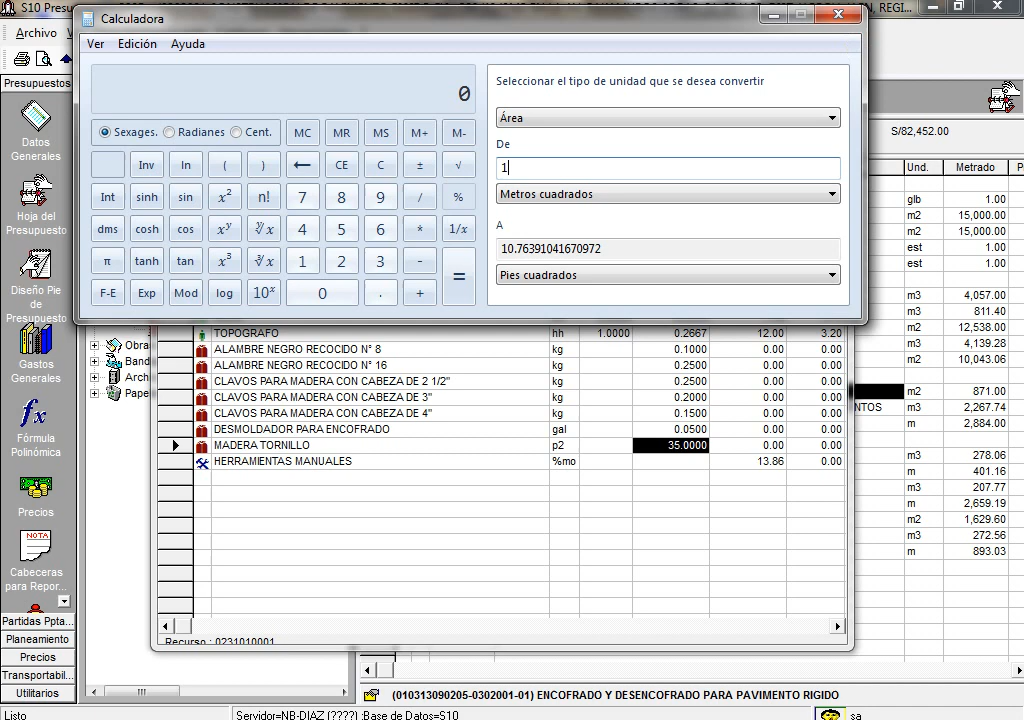 S10 Presu
N, REGI...
Calculadora
Archivo
Ver Edición Ayuda
Presupuestos
Datos
Generales
Hoja del
Presupuesto
Diseño Pie
de
Presupuesto
Gastos
Generales
Fórmula
Polinómica
Precios
NOTA
Cabeceras
para Repor...
Partidas Ppta...
Planeamiento
Precios
Transportabil...
Utilitarios
0
Sexages. Radianes Cent. MC MR MS M+ M-
Inv ln ( ) ← CE C ± √
Int sinh sin x² n! 7 8 9 / %
dms cosh cos xʸ ʸ√x 4 5 6 * 1/x
π tanh tan x³ ³√x 1 2 3 - =
F-E Exp Mod log 10ˣ 0 . +
Seleccionar el tipo de unidad que se desea convertir
Área
De
1
Metros cuadrados
A
10.76391041670972
Pies cuadrados
S/82,452.00
Und. Metrado P
glb 1.00
m2 15,000.00
m2 15,000.00
est 1.00
est 1.00
m3 4,057.00
m3 811.40
m2 12,538.00
m3 4,139.28
m2 10,043.06
m2 871.00
NTOS m3 2,267.74
m 2,884.00
m3 278.06
m 401.16
m3 207.77
m 2,659.19
m2 1,629.60
m3 272.56
m 893.03
Obra
Band
Archi
Pape
TOPOGRAFO hh 1.0000 0.2667 12.00 3.20
ALAMBRE NEGRO RECOCIDO N° 8 kg 0.1000 0.00 0.00
ALAMBRE NEGRO RECOCIDO N° 16 kg 0.2500 0.00 0.00
CLAVOS PARA MADERA CON CABEZA DE 2 1/2" kg 0.2500 0.00 0.00
CLAVOS PARA MADERA CON CABEZA DE 3" kg 0.2000 0.00 0.00
CLAVOS PARA MADERA CON CABEZA DE 4" kg 0.1500 0.00 0.00
DESMOLDADOR PARA ENCOFRADO gal 0.0500 0.00 0.00
MADERA TORNILLO p2 35.0000 0.00 0.00
HERRAMIENTAS MANUALES %mo 13.86 0.00
Recurso : 0231010001
(010313090205-0302001-01) ENCOFRADO Y DESENCOFRADO PARA PAVIMENTO RIGIDO
Listo Servidor=NB-DIAZ (????) ;Base de Datos=S10 sa